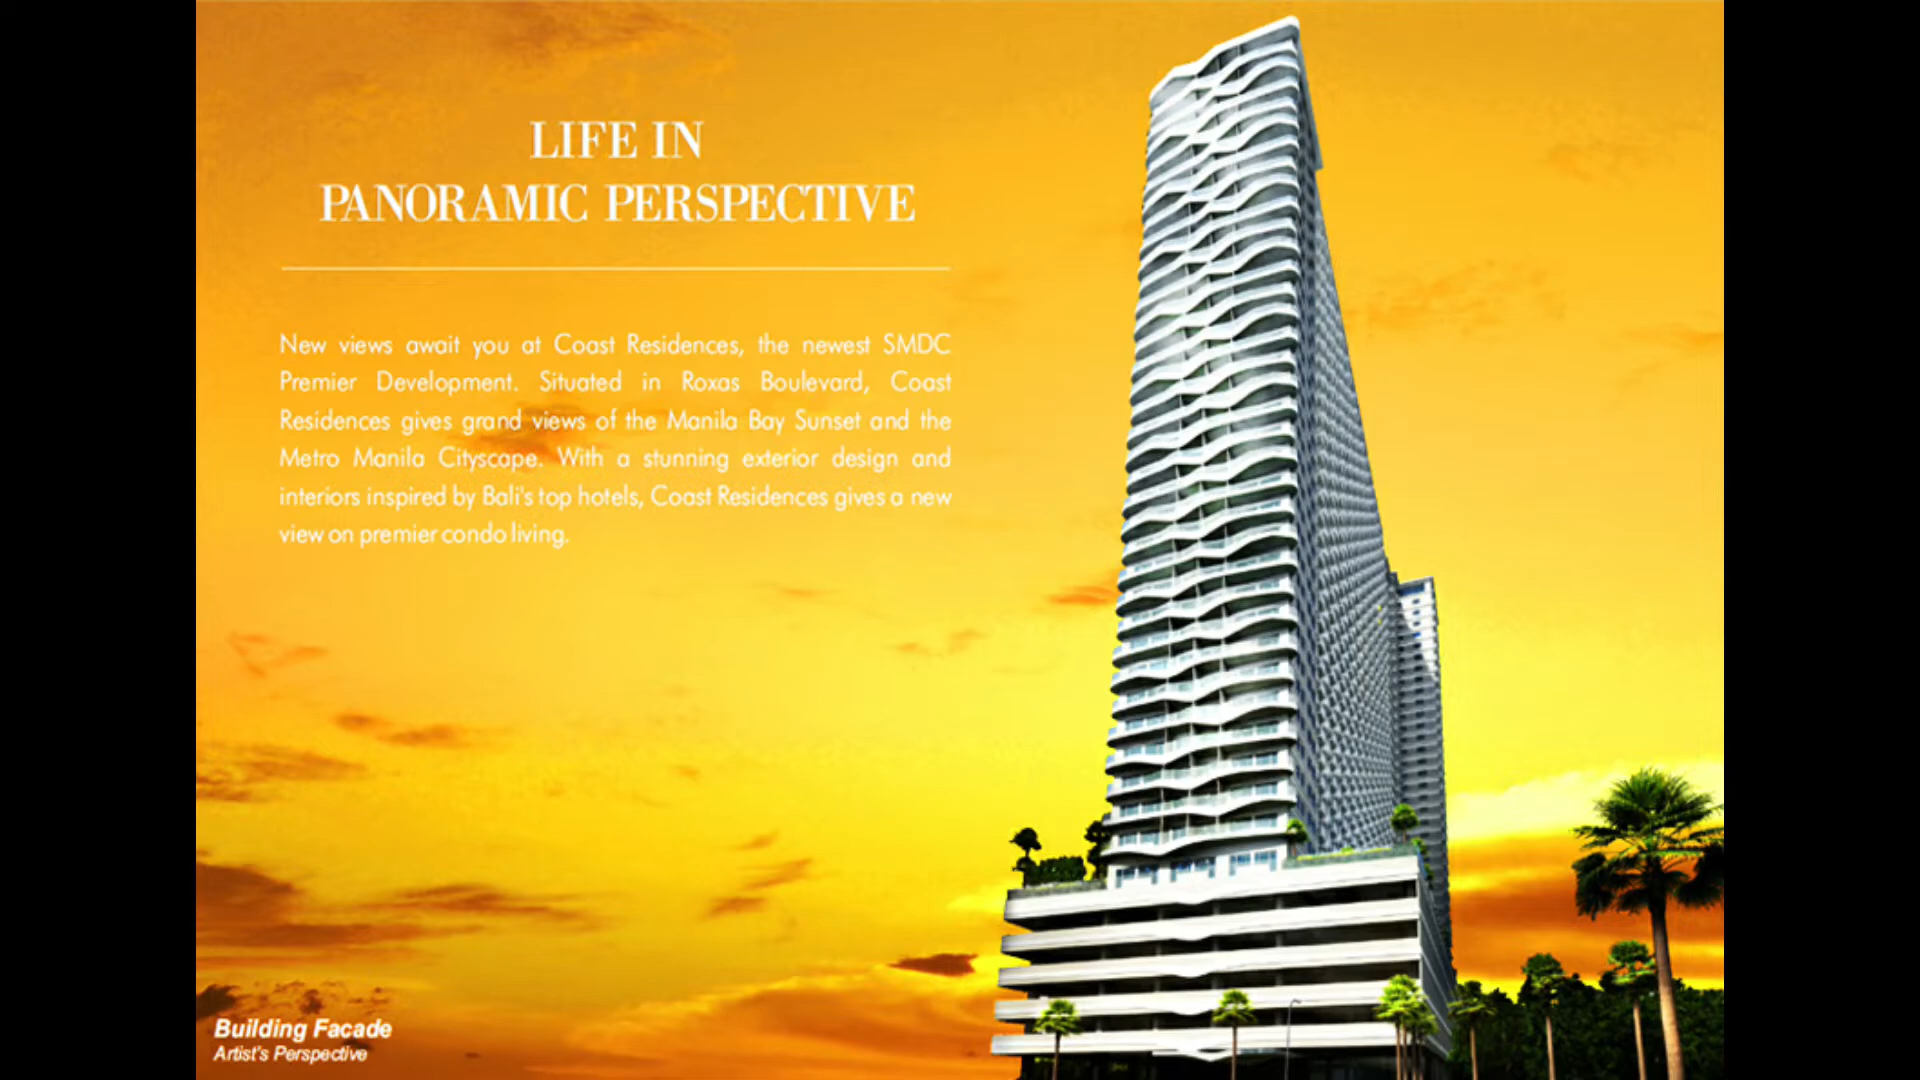 LIFE IN
PANORAMIC PERSPECTIVE
New views await you at Coast Residences, the newest SMDC
Premier Development. Situated in Roxas Boulevard, Coast
Residences gives grand views of the Manila Bay Sunset and the
Metro Manila Cityscape. With a stunning exterior design and
interiors inspired by Bali's top hotels, Coast Residences gives a new
view on premier condo living.
Building Facade
Artist's Perspective